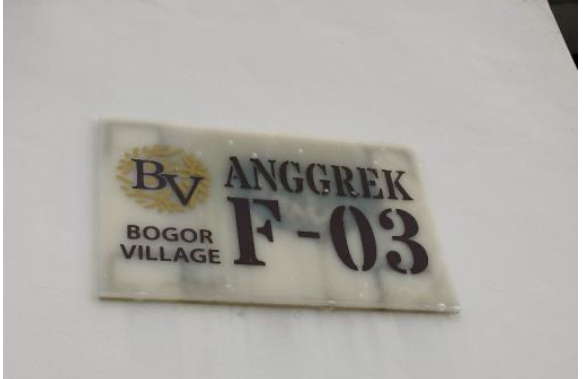 BV
BOGOR
VILLAGE
ANGGREK
F-03